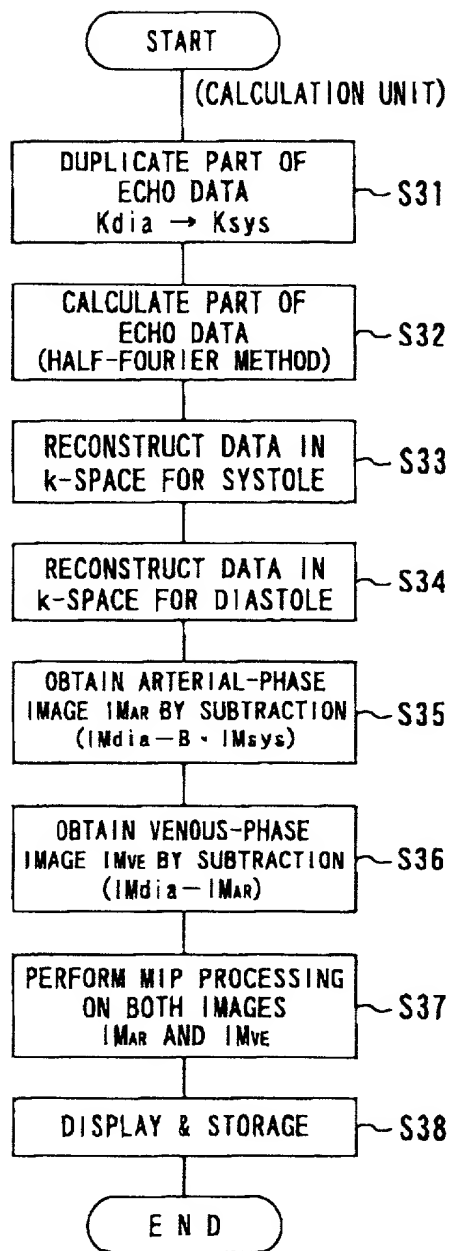 START
(CALCULATION UNIT)
DUPLICATE PART OF
ECHO DATA
Kdia → Ksys
S31
CALCULATE PART OF
ECHO DATA
(HALF-FOURIER METHOD)
S32
RECONSTRUCT DATA IN
k-SPACE FOR SYSTOLE
S33
RECONSTRUCT DATA IN
k-SPACE FOR DIASTOLE
S34
OBTAIN ARTERIAL-PHASE
IMAGE IMAR BY SUBTRACTION
(IMdia-B・IMsys)
S35
OBTAIN VENOUS-PHASE
IMAGE IMVE BY SUBTRACTION
(IMdia-IMAR)
S36
PERFORM MIP PROCESSING
ON BOTH IMAGES
IMAR AND IMVE
S37
DISPLAY & STORAGE
S38
END